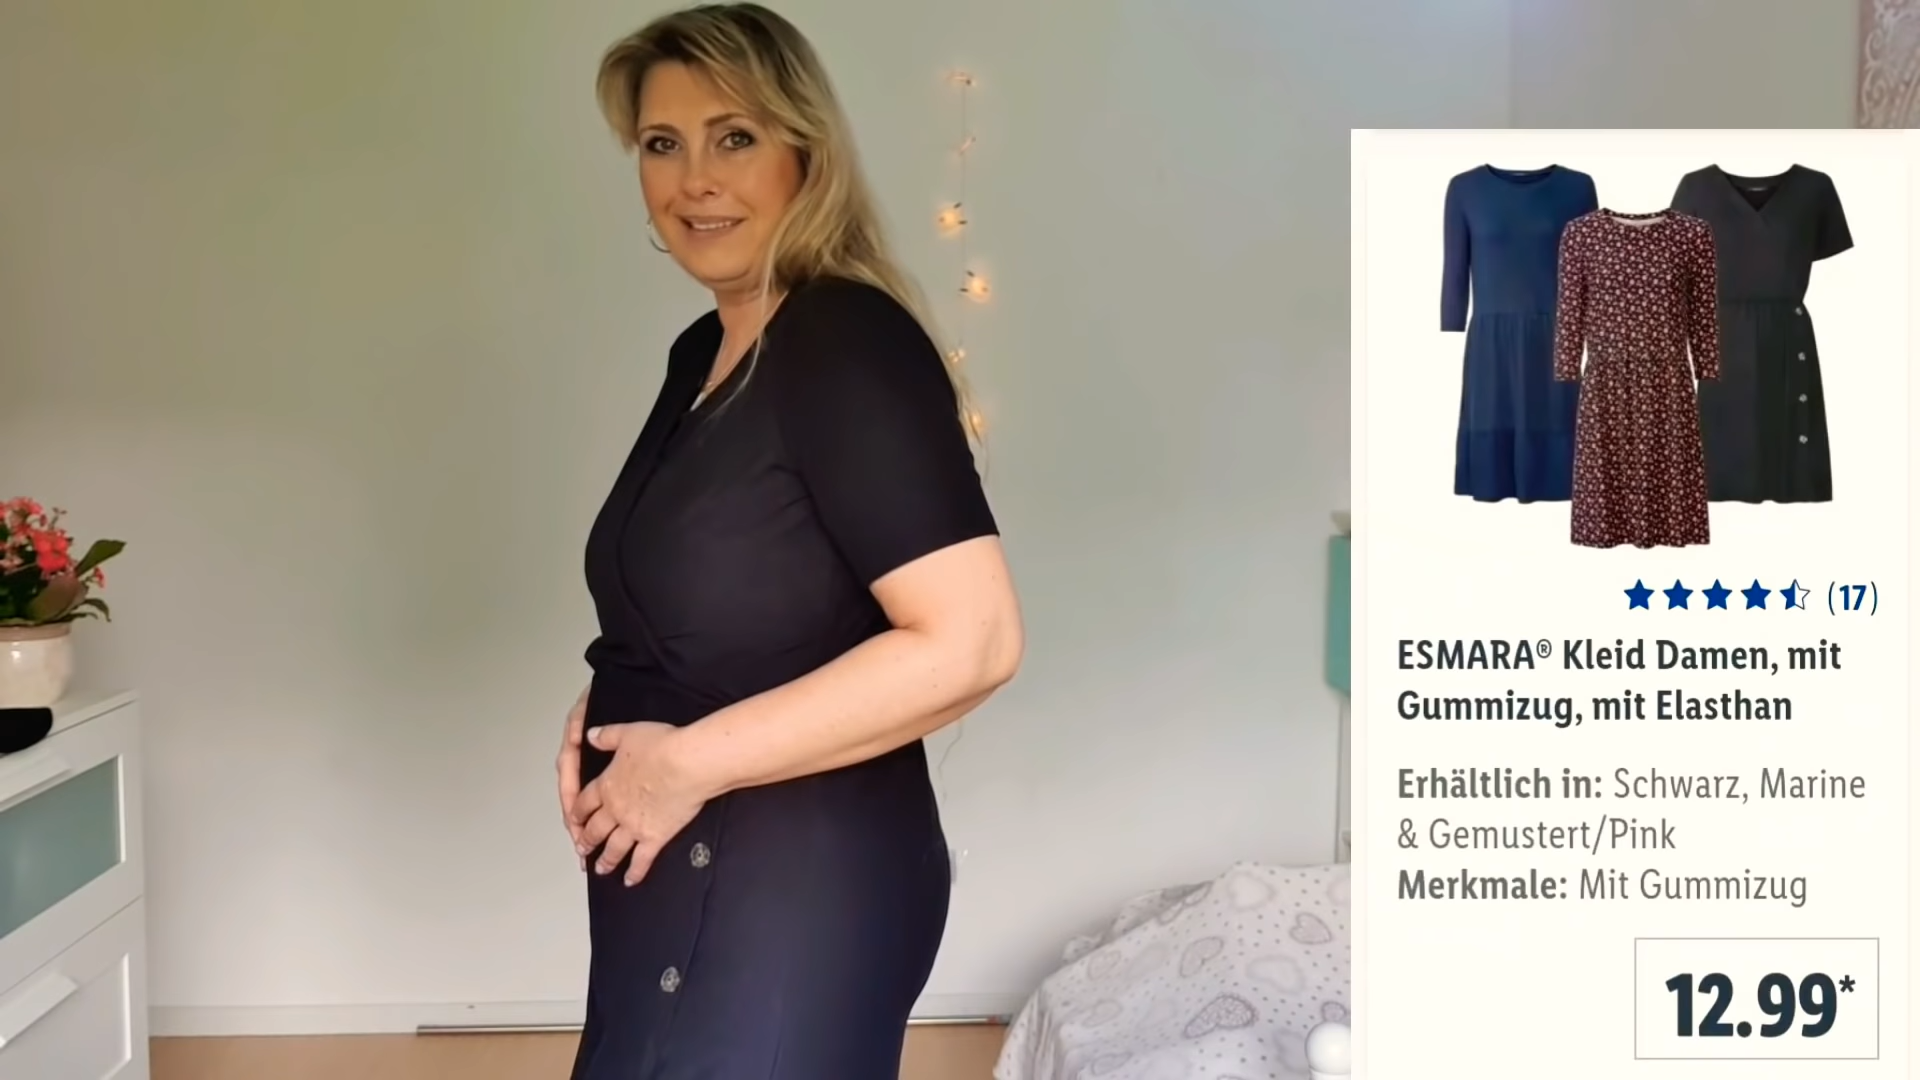 (17)
ESMARA® Kleid Damen, mit
Gummizug, mit Elasthan
Erhältlich in: Schwarz, Marine
& Gemustert/Pink
Merkmale: Mit Gummizug
12.99*